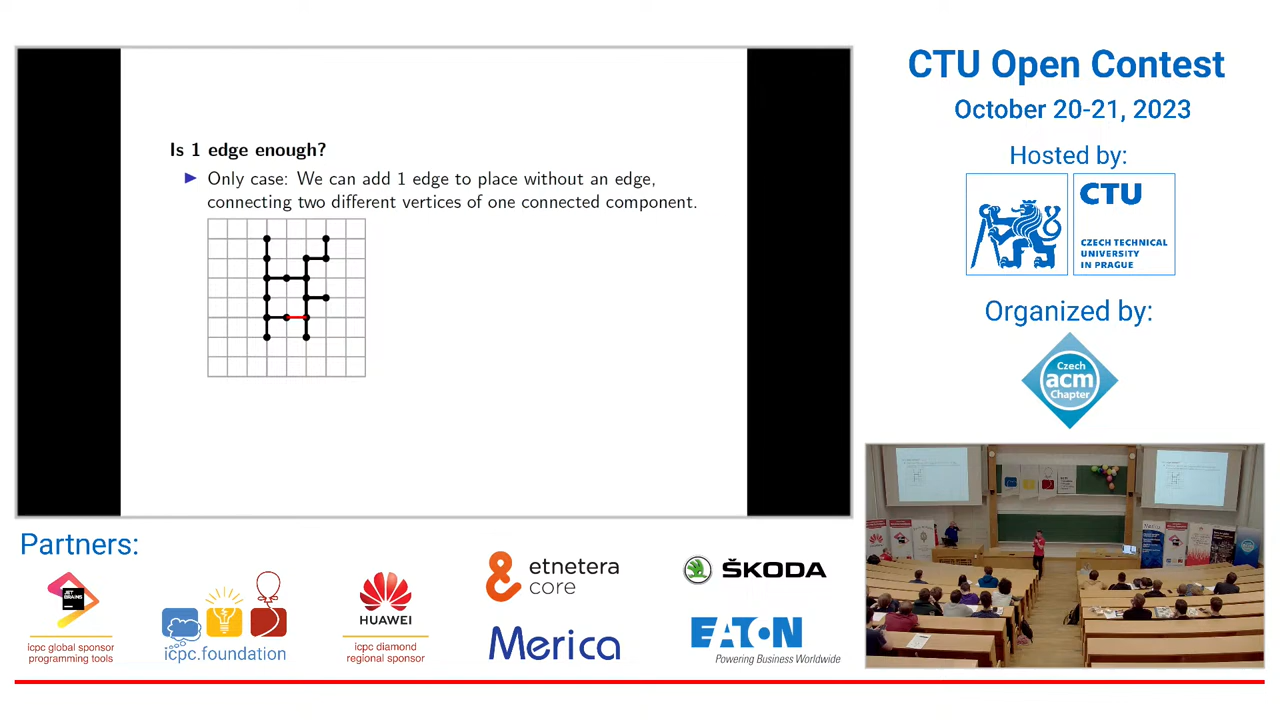 Is 1 edge enough?
Only case: We can add 1 edge to place without an edge,
connecting two different vertices of one connected component.
CTU Open Contest
October 20-21, 2023
Hosted by:
CTU
CZECH TECHNICAL
UNIVERSITY
IN PRAGUE
Organized by:
Czech
acm
Chapter
Partners:
JET
BRAINS
icpc global sponsor
programming tools
icpc.foundation
HUAWEI
icpc diamond
regional sponsor
etnetera
core
Merica
ŠKODA
EATON
Powering Business Worldwide